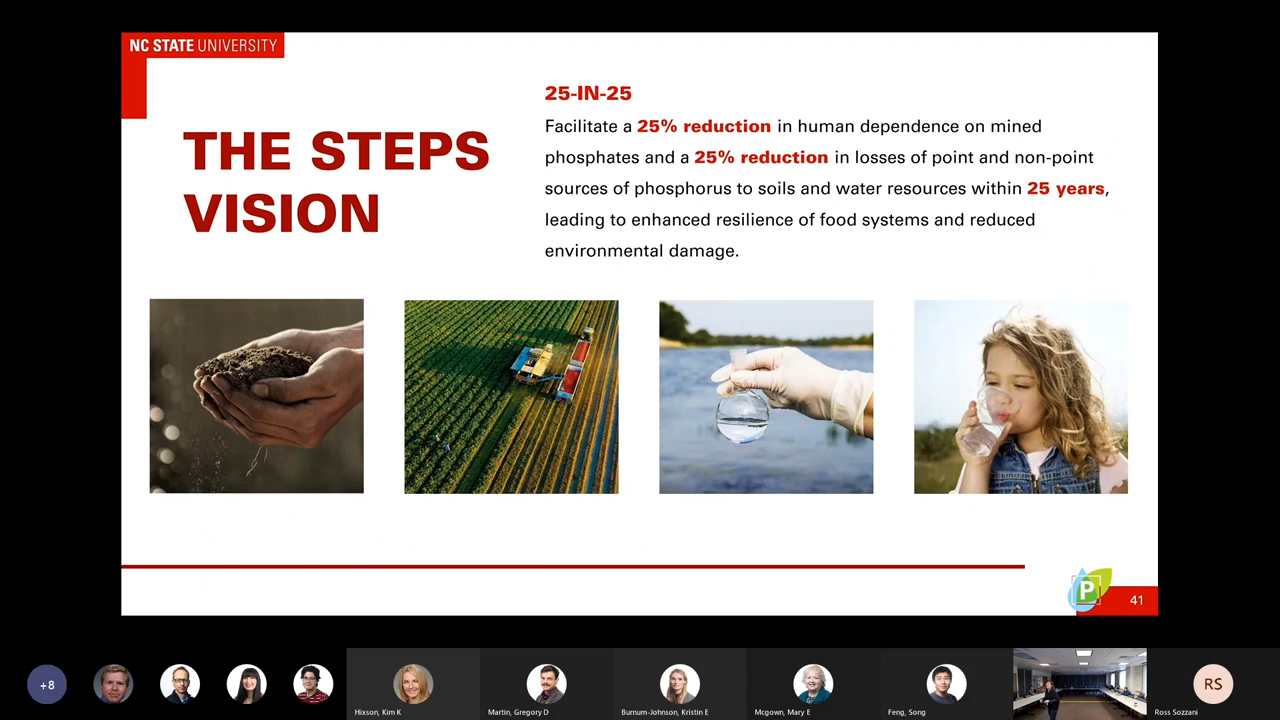 NC STATE UNIVERSITY
THE STEPS
VISION
25-IN-25
Facilitate a 25% reduction in human dependence on mined
phosphates and a 25% reduction in losses of point and non-point
sources of phosphorus to soils and water resources within 25 years,
leading to enhanced resilience of food systems and reduced
environmental damage.
P
41
+8
Hixson, Kim K
Martin, Gregory D
Burnum-Johnson, Kristin E
Mcgown, Mary E
Feng, Song
RS
Ross Sozzani